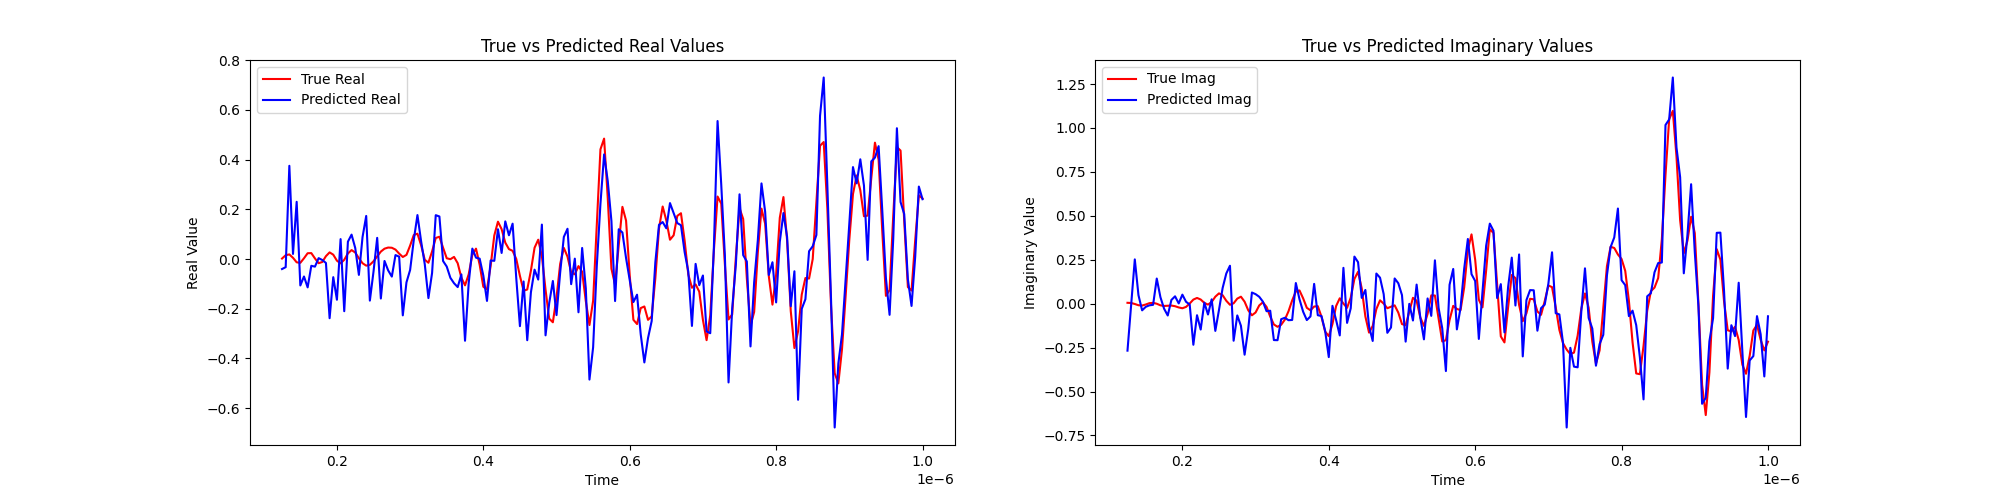 True vs Predicted Real Values
True Real
Predicted Real
Real Value
0.8
0.6
0.4
0.2
0.0
−0.2
−0.4
−0.6
0.2 0.4 0.6 0.8 1.0
1e−6
Time
True vs Predicted Imaginary Values
True Imag
Predicted Imag
Imaginary Value
1.25
1.00
0.75
0.50
0.25
0.00
−0.25
−0.50
−0.75
0.2 0.4 0.6 0.8 1.0
1e−6
Time